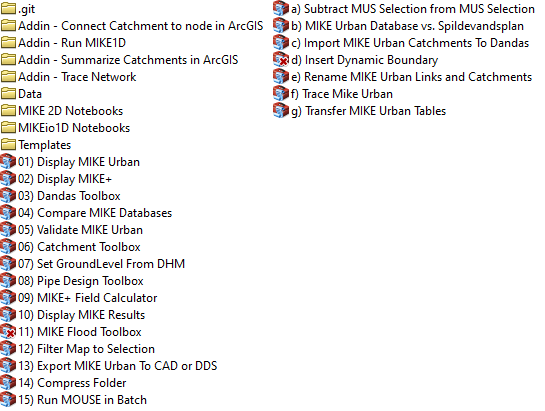 .git
Addin - Connect Catchment to node in ArcGIS
Addin - Run MIKE1D
Addin - Summarize Catchments in ArcGIS
Addin - Trace Network
Data
MIKE 2D Notebooks
MIKEio1D Notebooks
Templates
01) Display MIKE Urban
02) Display MIKE+
03) Dandas Toolbox
04) Compare MIKE Databases
05) Validate MIKE Urban
06) Catchment Toolbox
07) Set GroundLevel From DHM
08) Pipe Design Toolbox
09) MIKE+ Field Calculator
10) Display MIKE Results
11) MIKE Flood Toolbox
12) Filter Map to Selection
13) Export MIKE Urban To CAD or DDS
14) Compress Folder
15) Run MOUSE in Batch
a) Subtract MUS Selection from MUS Selection
b) MIKE Urban Database vs. Spildevandsplan
c) Import MIKE Urban Catchments To Dandas
d) Insert Dynamic Boundary
e) Rename MIKE Urban Links and Catchments
f) Trace Mike Urban
g) Transfer MIKE Urban Tables